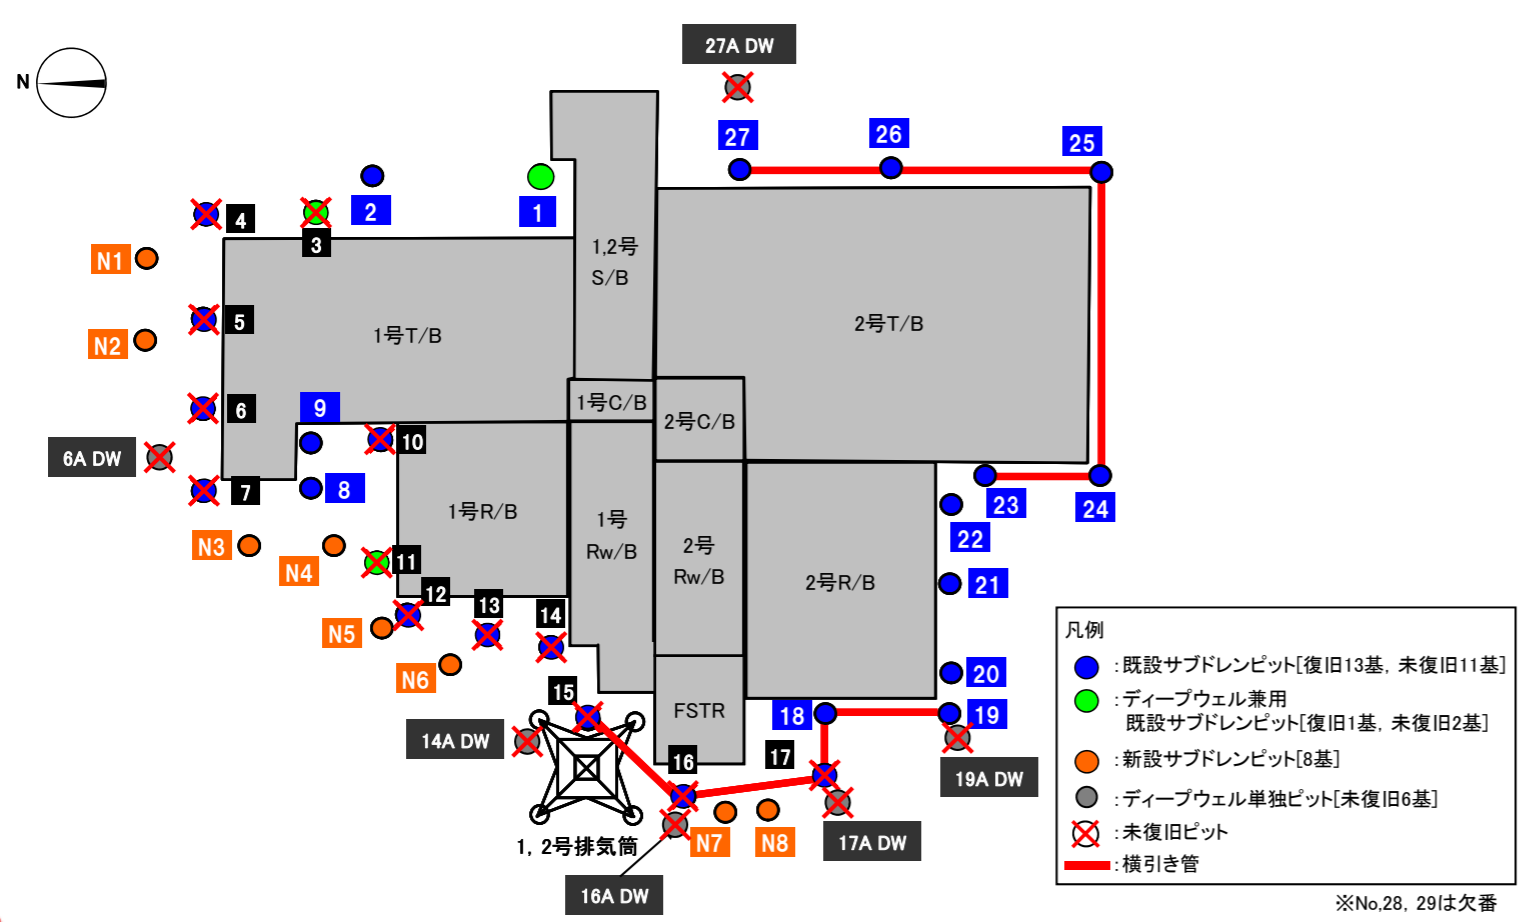 27A DW
N
27
26
25
4
3
2
1
N1
1,2号
S/B
N2
5
1号T/B
2号T/B
6
9
1号C/B
2号C/B
10
6A DW
7
8
1号R/B
1号
Rw/B
2号
Rw/B
2号R/B
23
24
22
21
N3
N4
11
12
13
14
N5
N6
20
15
FSTR
18
19
14A DW
16
17
19A DW
N7
N8
17A DW
1, 2号排気筒
16A DW
凡例
:既設サブドレンピット[復旧13基, 未復旧11基]
:ディープウェル兼用
既設サブドレンピット[復旧1基, 未復旧2基]
:新設サブドレンピット[8基]
:ディープウェル単独ピット[未復旧6基]
:未復旧ピット
:横引き管
※No,28, 29は欠番